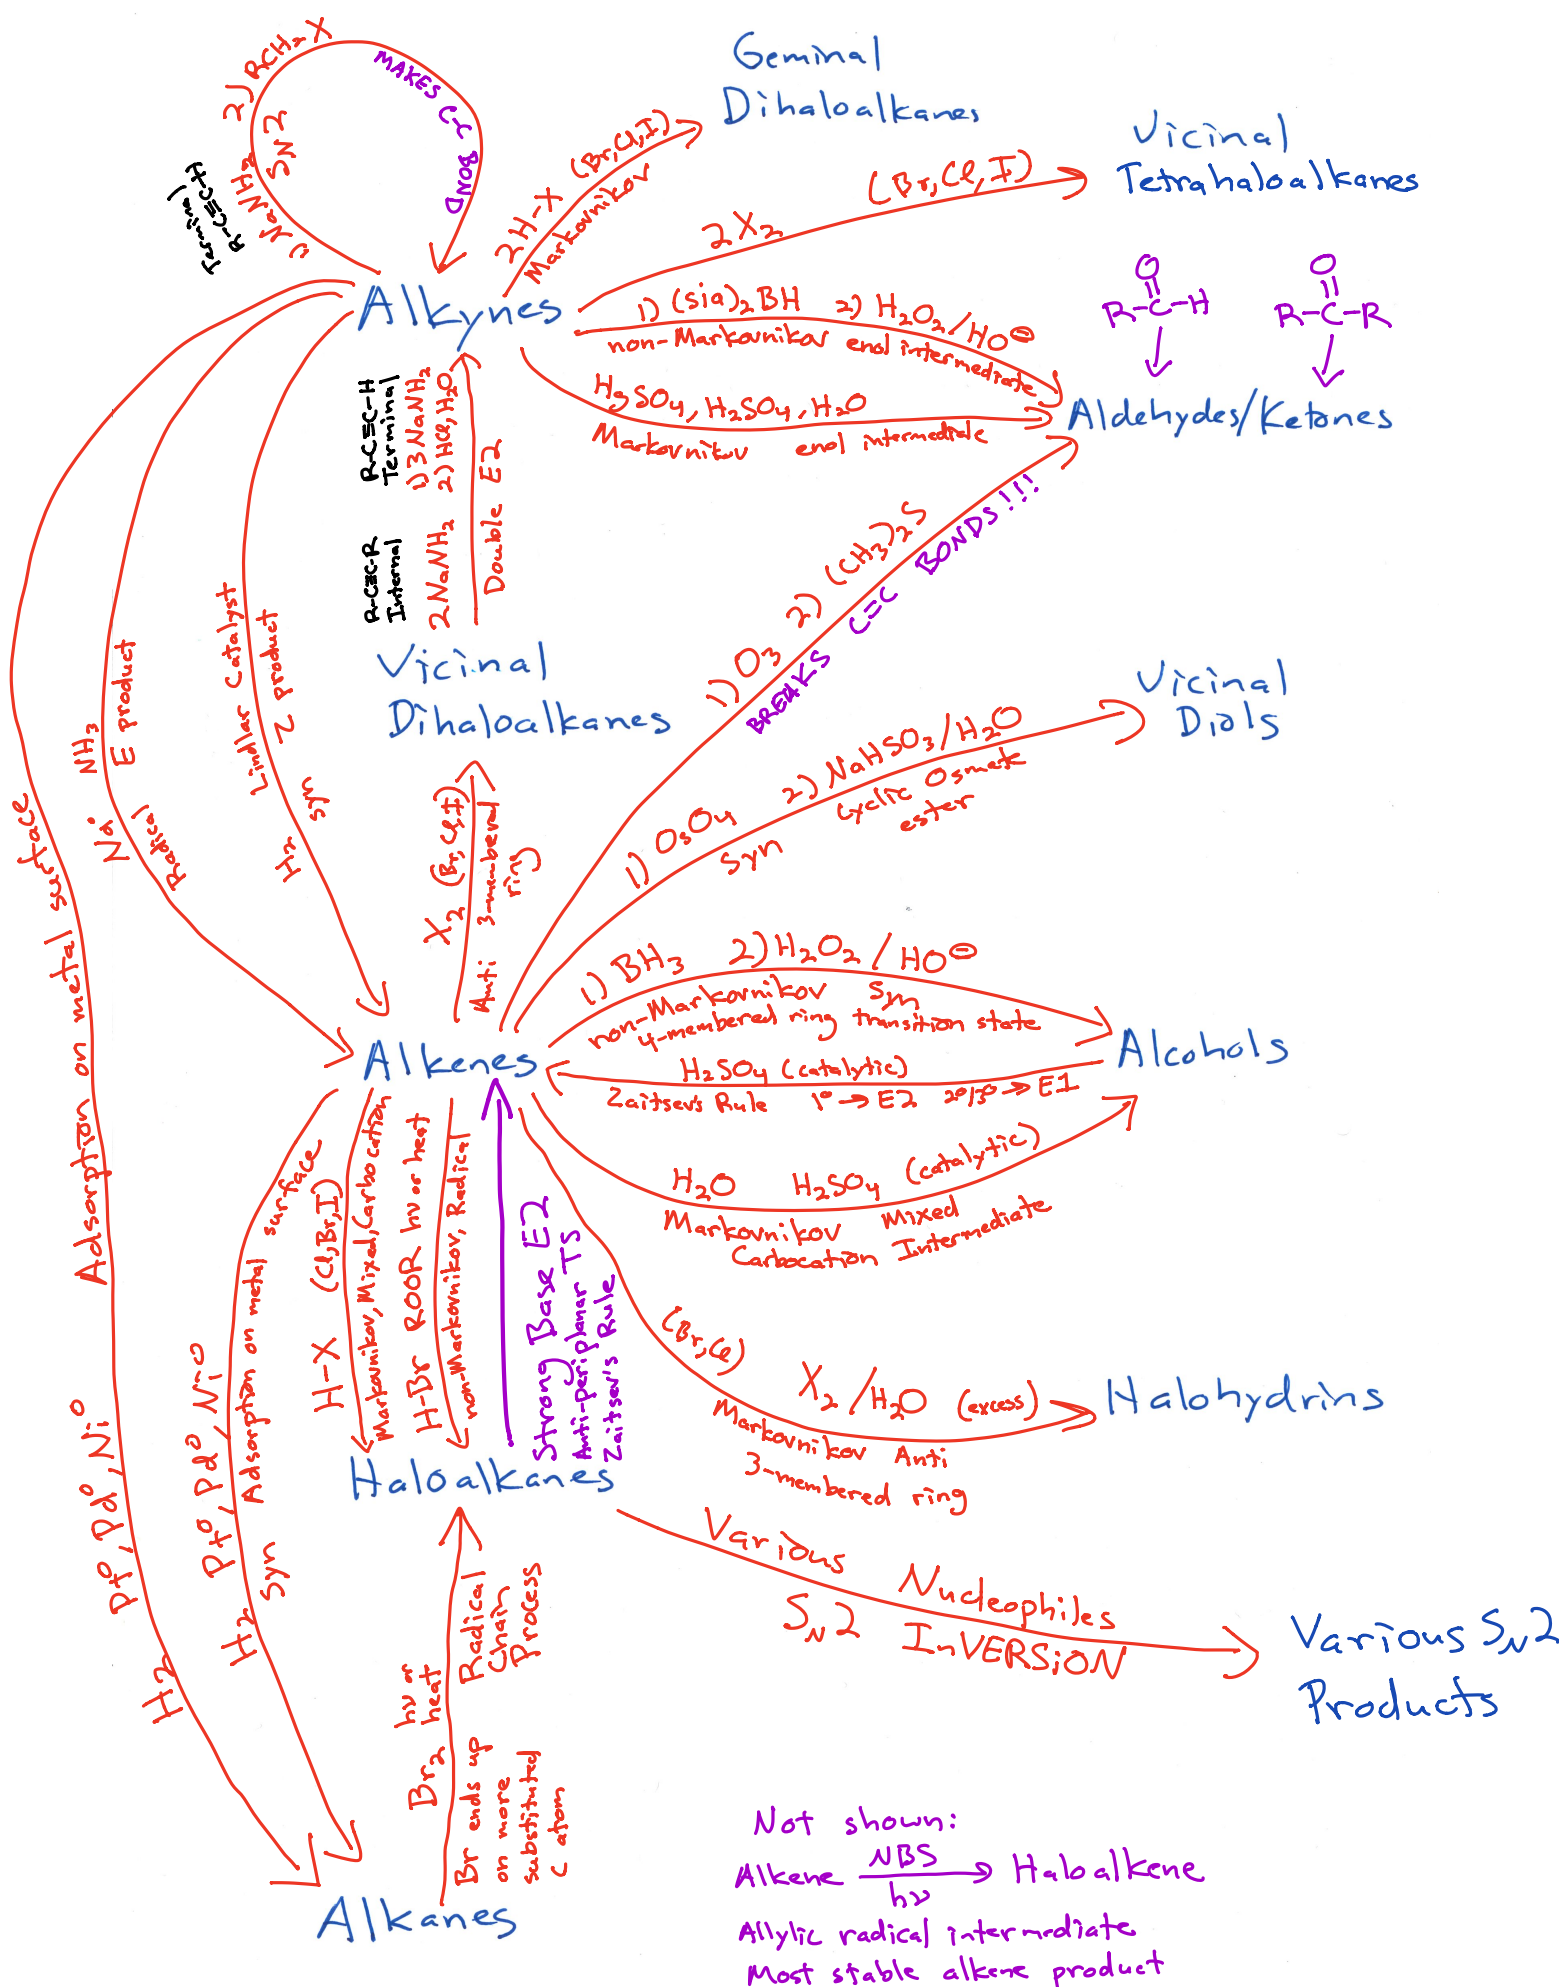 1) NaNH₂ 2) RCH₂X
SN2
MAKES C-C BOND
Terminal
R-C≡C-H
Geminal
Dihaloalkanes
2H-X (Br,Cl,I)
Markovnikov
Vicinal
Tetrahaloalkanes
2X₂ (Br,Cl,I)
Alkynes
1) (sia)₂BH 2) H₂O₂/HO⊖
non-Markovnikov enol intermediate
HgSO₄, H₂SO₄, H₂O
Markovnikov enol intermediate
O
R-C-H
O
R-C-R
Aldehydes/Ketones
R-C≡C-H
Terminal
1) 3NaNH₂
2) HCl, H₂O
R-C≡C-R
Internal
2NaNH₂
Double E2
Vicinal
Dihaloalkanes
1) O₃ 2) (CH₃)₂S
BREAKS C=C BONDS!!!
Vicinal
Diols
1) OsO₄ 2) NaHSO₃/H₂O
Syn
Cyclic Osmate
ester
Na° NH₃
Radical E product
H₂ Lindlar Catalyst
syn Z product
X₂ (Br,Cl,I)
Anti 3-membered
ring
Alkenes
1) BH₃ 2) H₂O₂/HO⊖
non-Markovnikov Syn
4-membered ring transition state
Alcohols
H₂SO₄ (catalytic)
Zaitsev's Rule 1°→E2 2°/3°→E1
H₂O H₂SO₄ (catalytic)
Markovnikov Mixed
Carbocation Intermediate
H₂ Pt°, Pd°, Ni° Adsorption on metal surface
H₂ Pt°, Pd°, Ni°
Syn Adsorption on metal surface
H-X (Cl,Br,I)
Markovnikov, Mixed, Carbocation
H-Br ROOR hν or heat
non-Markovnikov, Radical
Strong Base E2
Anti-periplanar TS
Zaitsev's Rule
(Br,Cl)
X₂/H₂O (excess)
Markovnikov Anti
3-membered ring
Halohydrins
Haloalkanes
Various Nucleophiles
SN2 INVERSiON
Various SN2
Products
Br₂ hν or
heat
Radical
Chain
Process
Br ends up
on more
substituted
C atom
Alkanes
Not shown:
Alkene NBS → Haloalkene
hν
Allylic radical intermediate
Most stable alkene product